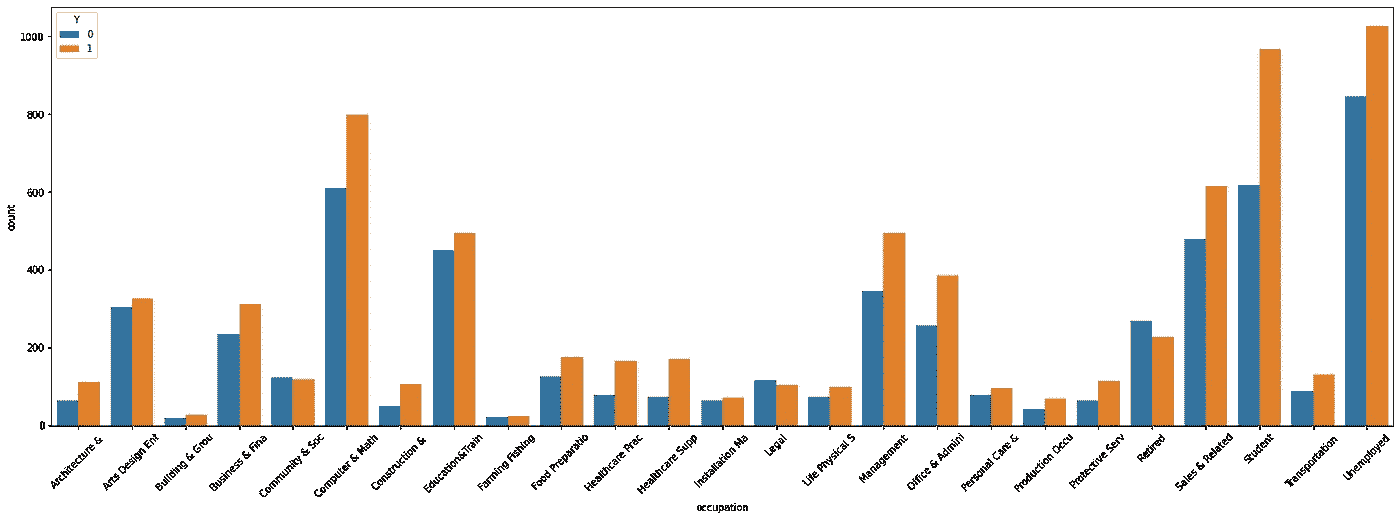 Y
0
1
1000
800
600
400
200
0
count
Architecture &
Arts Design Ent
Building & Grou
Business & Fina
Community & Soc
Computer & Math
Construction &
Education&Train
Farming Fishing
Food Preparatio
Healthcare Prac
Healthcare Supp
Installation Ma
Legal
Life Physical S
Management
Office & Admini
Personal Care &
Production Occu
Protective Serv
Retired
Sales & Related
Student
Transportation
Unemployed
occupation